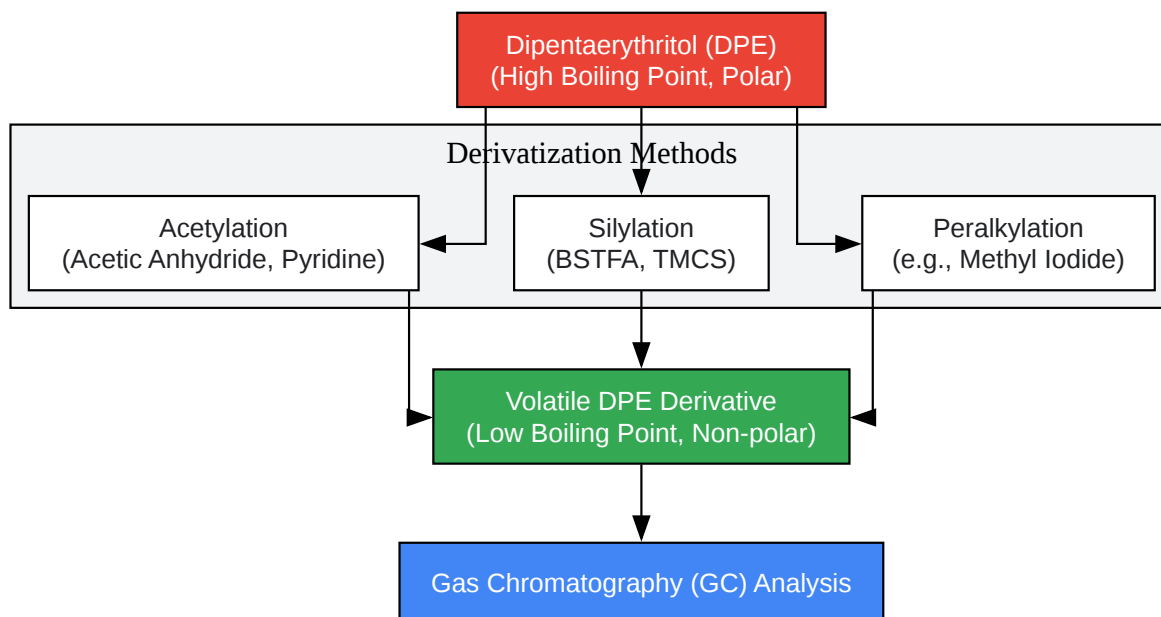 Dipentaerythritol (DPE)
(High Boiling Point, Polar)
Derivatization Methods
Acetylation
(Acetic Anhydride, Pyridine)
Silylation
(BSTFA, TMCS)
Peralkylation
(e.g., Methyl Iodide)
Volatile DPE Derivative
(Low Boiling Point, Non-polar)
Gas Chromatography (GC) Analysis